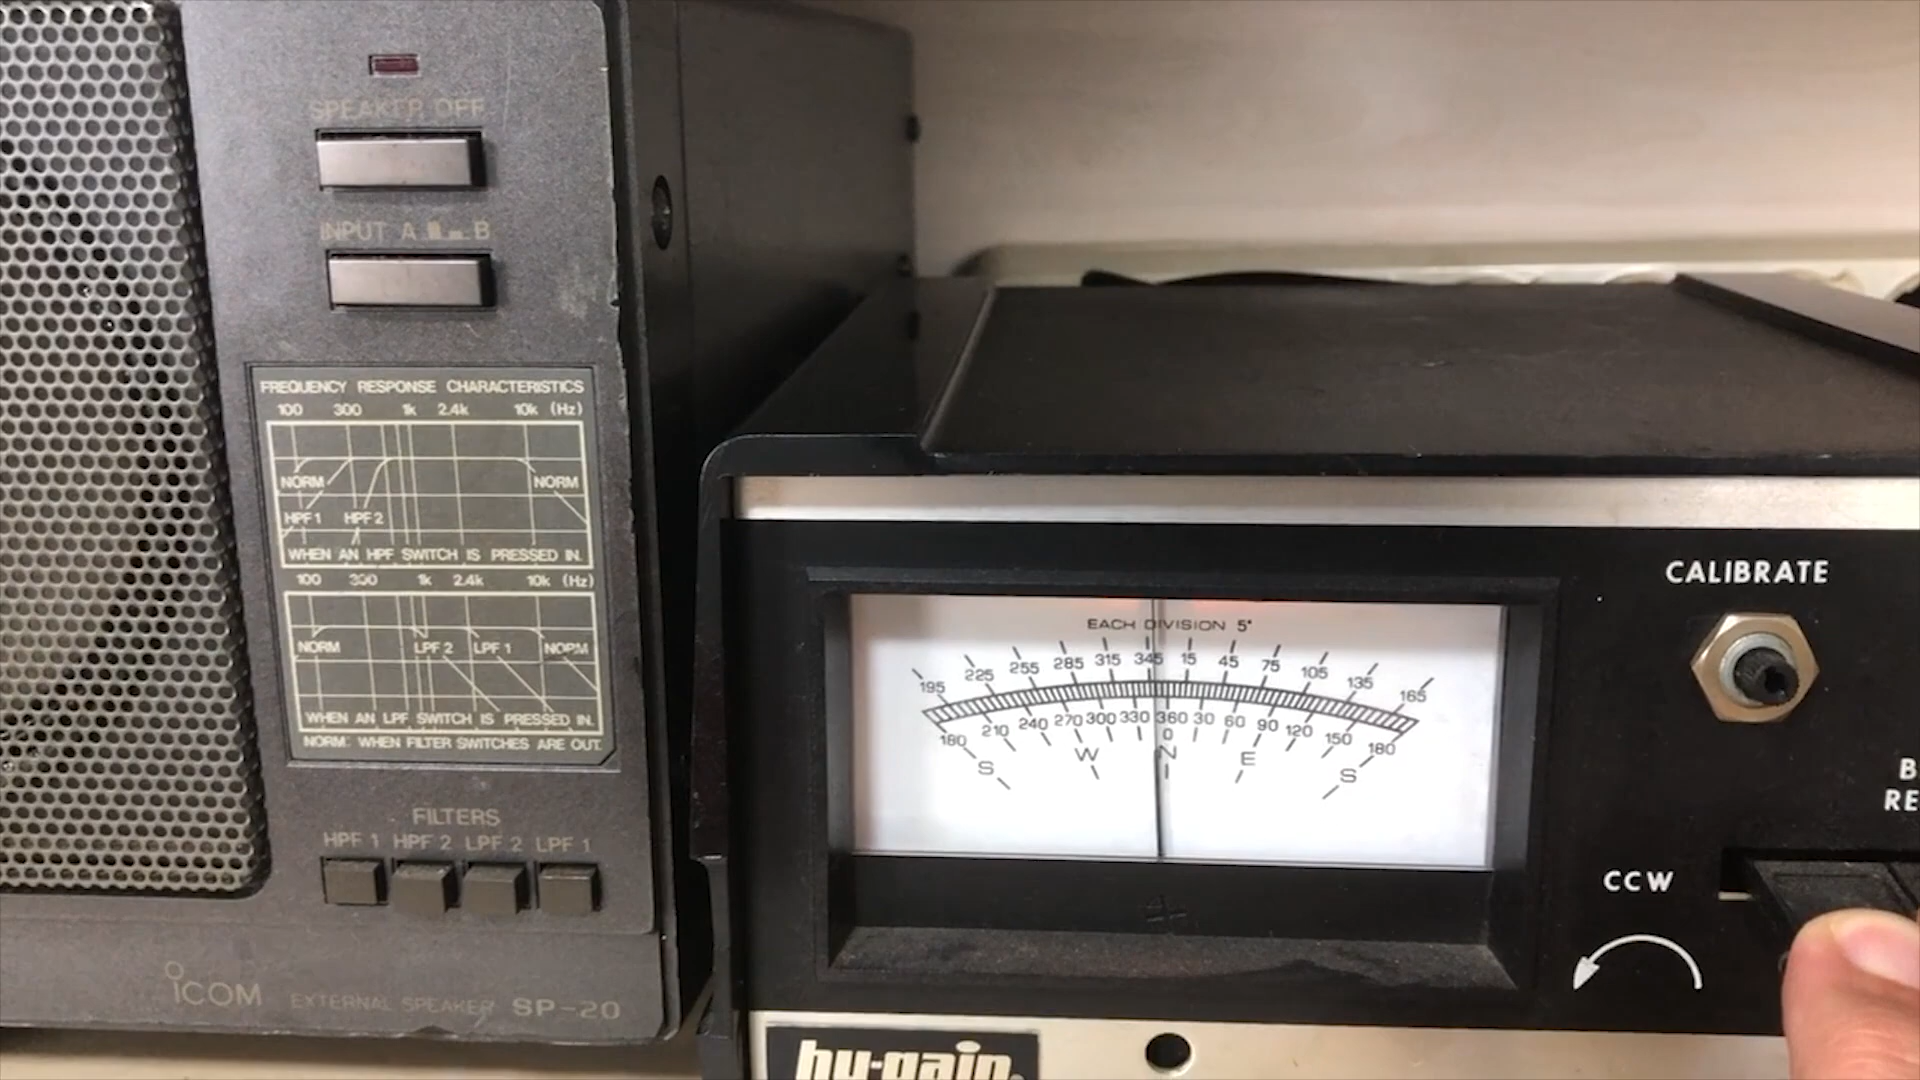 SPEAKER OFF
INPUT A B
FREQUENCY RESPONSE CHARACTERISTICS
100 300 1k 2.4k 10k (Hz)
NORM NORM
HPF 1 HPF 2
WHEN AN HPF SWITCH IS PRESSED IN.
100 300 1k 2.4k 10k (Hz)
NORM LPF 2 LPF 1 NORM
WHEN AN LPF SWITCH IS PRESSED IN.
NORM: WHEN FILTER SWITCHES ARE OUT.
FILTERS
HPF 1 HPF 2 LPF 2 LPF 1
ICOM EXTERNAL SPEAKER SP-20
EACH DIVISION 5°
195 225 255 285 315 345 15 45 75 105 135 165
180 210 240 270 300 330 360 30 60 90 120 150 180
0
S W N E S
CALIBRATE
CCW
hy-gain